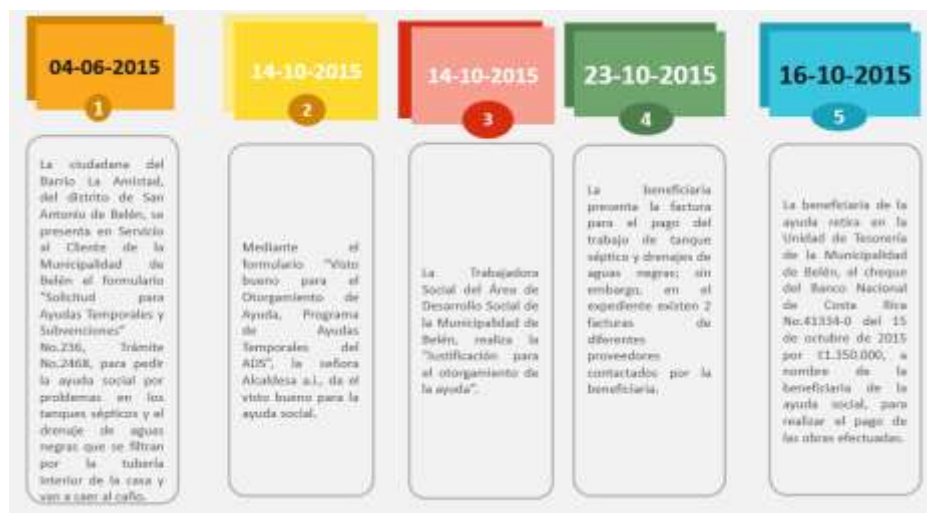 04-06-2015
1
La ciudadana del
Barrio La Amistad,
del distrito de San
Antonio de Belén, se
presenta en Servicio
al Cliente de la
Municipalidad de
Belén el formulario
"Solicitud para
Ayudas Temporales y
Subvenciones"
No.236, Trámite
No.2468, para pedir
la ayuda social por
problemas en los
tanques sépticos y el
drenaje de aguas
negras que se filtran
por la tubería
interior de la casa y
van a caer al caño.
14-10-2015
2
Mediante el
formulario "Visto
bueno para el
Otorgamiento de
Ayuda, Programa
de Ayudas
Temporales del
ADS", la señora
Alcaldesa a.i., da el
visto bueno para la
ayuda social.
14-10-2015
3
La Trabajadora
Social del Área de
Desarrollo Social de
la Municipalidad de
Belén, realiza la
"Justificación para
el otorgamiento de
la ayuda".
23-10-2015
4
La beneficiaria
presenta la factura
para el pago del
trabajo de tanque
séptico y drenajes de
aguas negras; sin
embargo, en el
expediente existen 2
facturas de
diferentes
proveedores
contactados por la
beneficiaria.
16-10-2015
5
La beneficiaria de la
ayuda retira en la
Unidad de Tesorería
de la Municipalidad
de Belén, el cheque
del Banco Nacional
de Costa Rica
No.41334-0 del 15
de octubre de 2015
por ₡1.350,000, a
nombre de la
beneficiaria de la
ayuda social, para
realizar el pago de
las obras efectuadas.